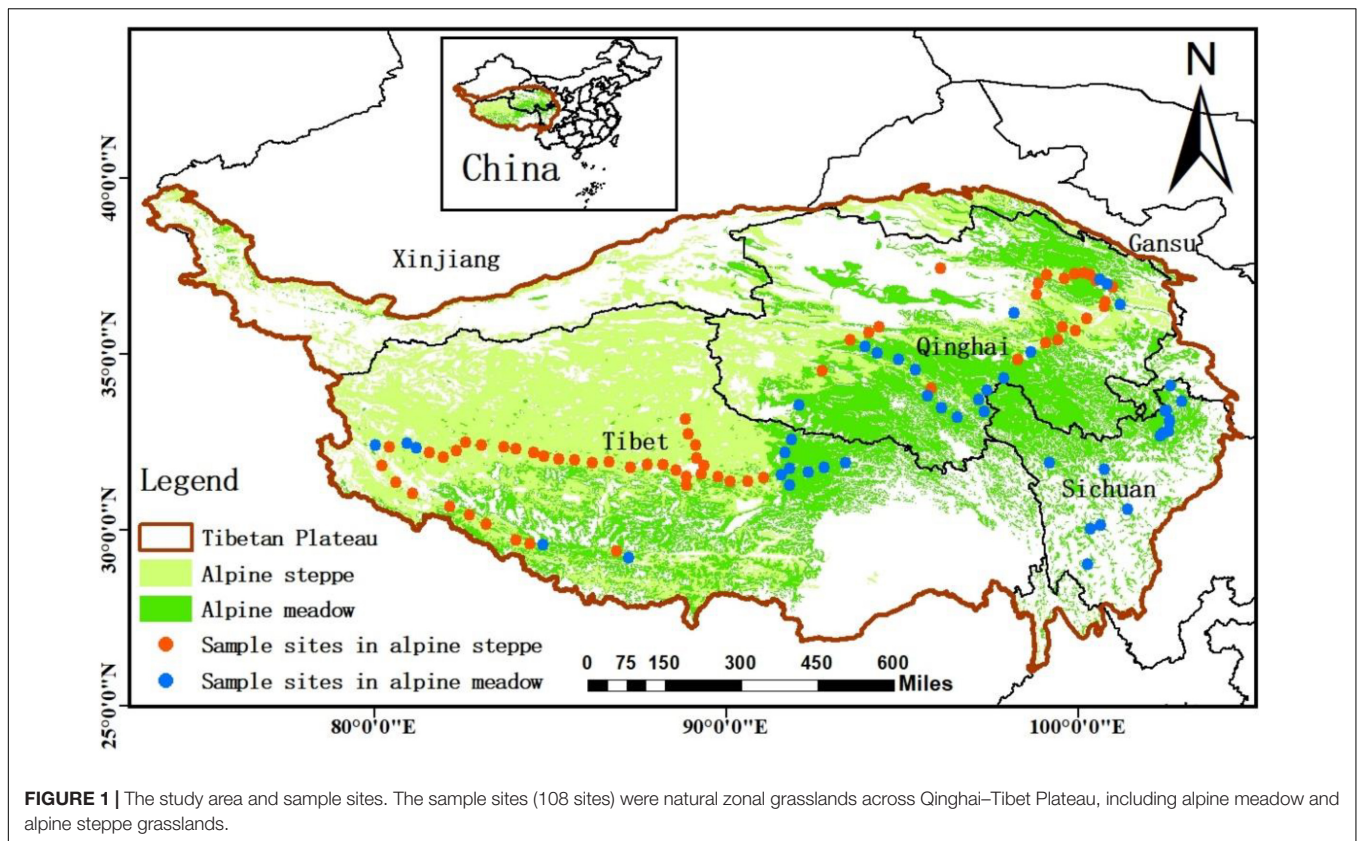 N
China
40°0'0"N
35°0'0"N
30°0'0"N
25°0'0"N
Xinjiang
Gansu
Qinghai
Tibet
Sichuan
Legend
Tibetan Plateau
Alpine steppe
Alpine meadow
Sample sites in alpine steppe
Sample sites in alpine meadow
0 75 150 300 450 600
Miles
80°0'0"E 90°0'0"E 100°0'0"E
FIGURE 1 | The study area and sample sites. The sample sites (108 sites) were natural zonal grasslands across Qinghai–Tibet Plateau, including alpine meadow and
alpine steppe grasslands.